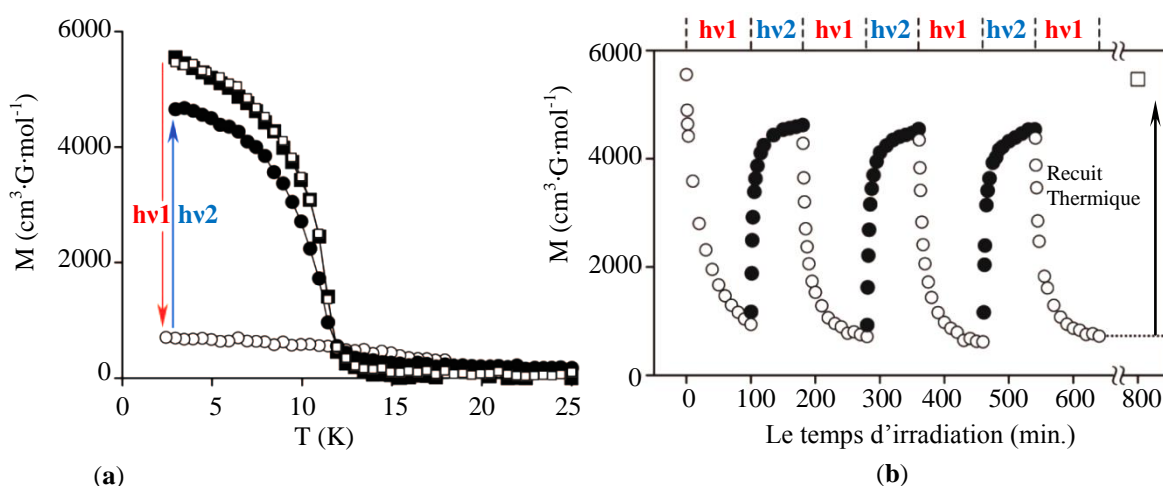 6000
4000
2000
0
M (cm³·G·mol⁻¹)
hν1
hν2
0
5
10
15
20
25
T (K)
(a)
hν1
hν2
hν1
hν2
hν1
hν2
hν1
6000
4000
2000
0
M (cm³·G·mol⁻¹)
Recuit
Thermique
0
100
200
300
400
500
600
800
Le temps d'irradiation (min.)
(b)